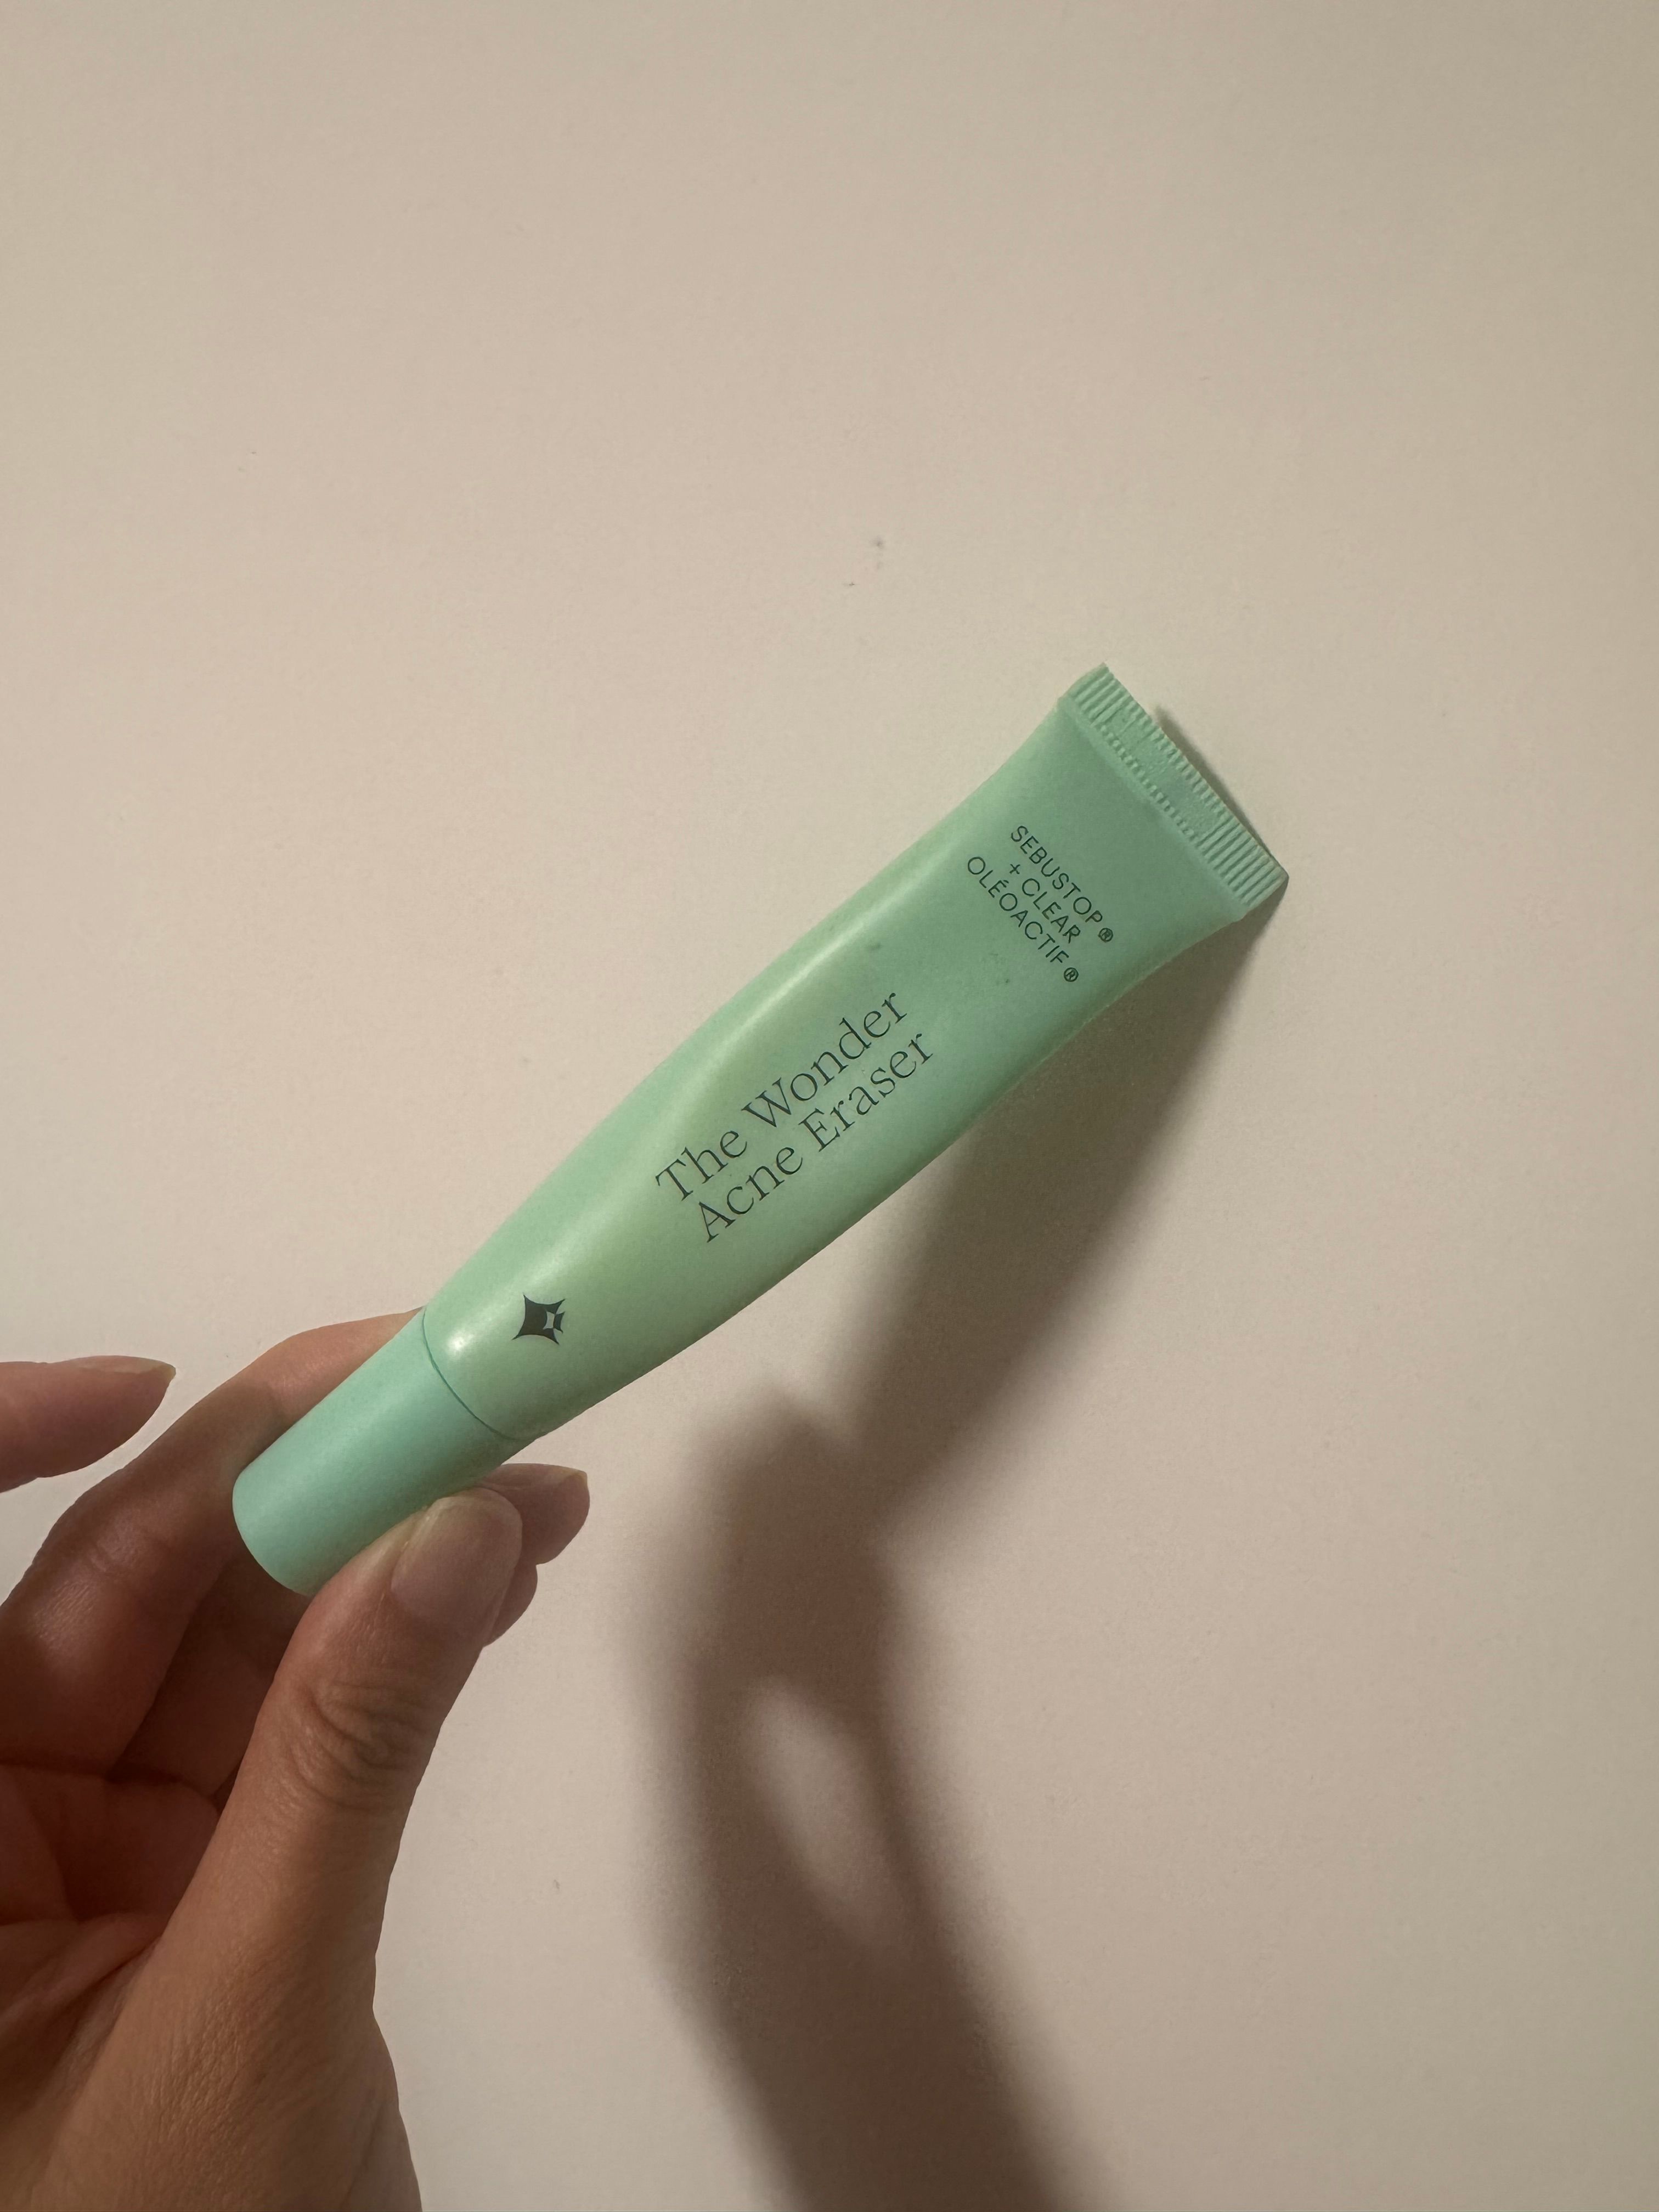 The Wonder
Acne Eraser
SEBUSTOP®
+ CLEAR
OLÉOACTIF®